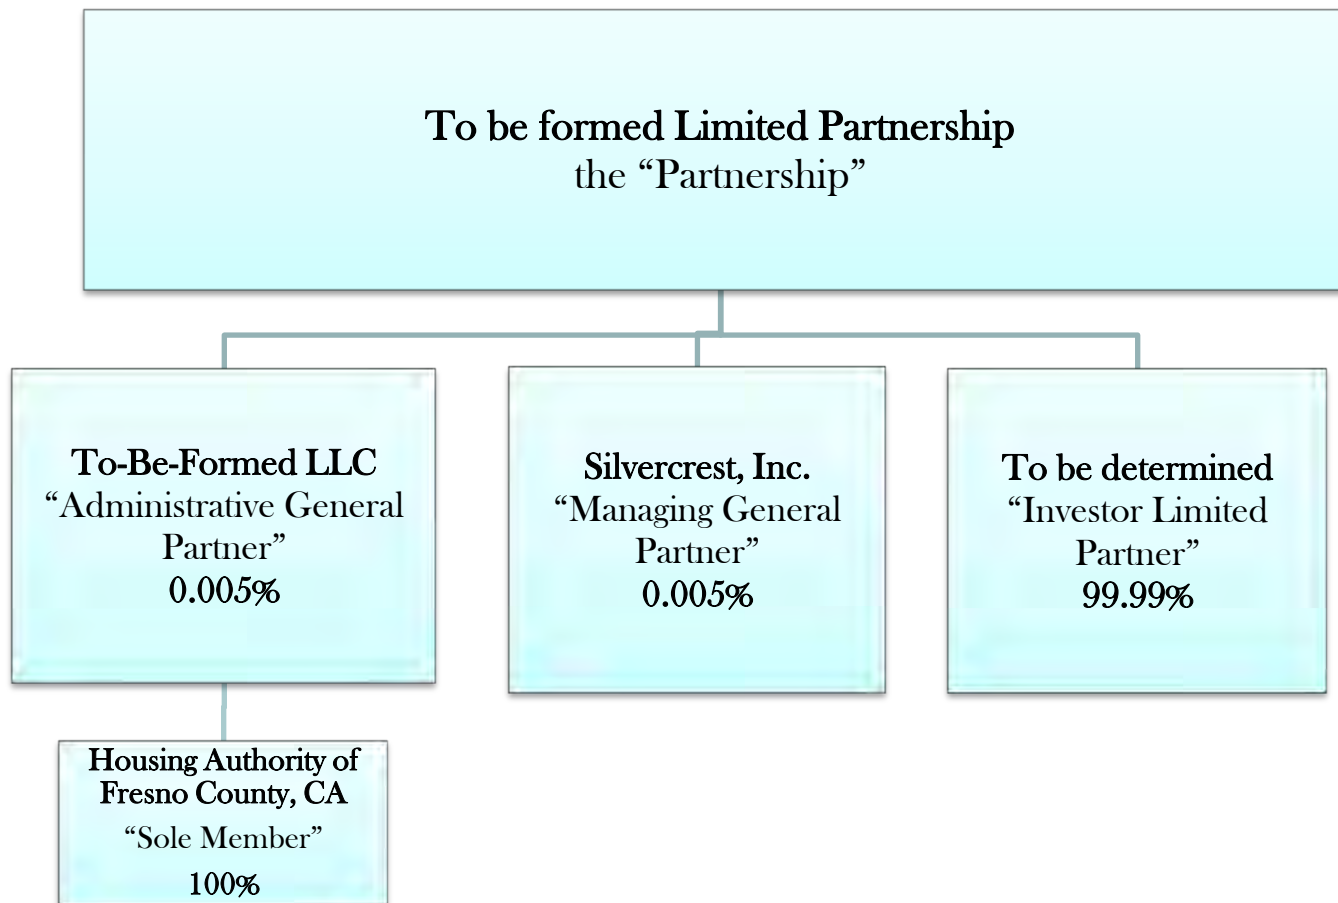 To be formed Limited Partnership
the “Partnership”
To-Be-Formed LLC
“Administrative General
Partner”
0.005%
Silvercrest, Inc.
“Managing General
Partner”
0.005%
To be determined
“Investor Limited
Partner”
99.99%
Housing Authority of
Fresno County, CA
“Sole Member”
100%